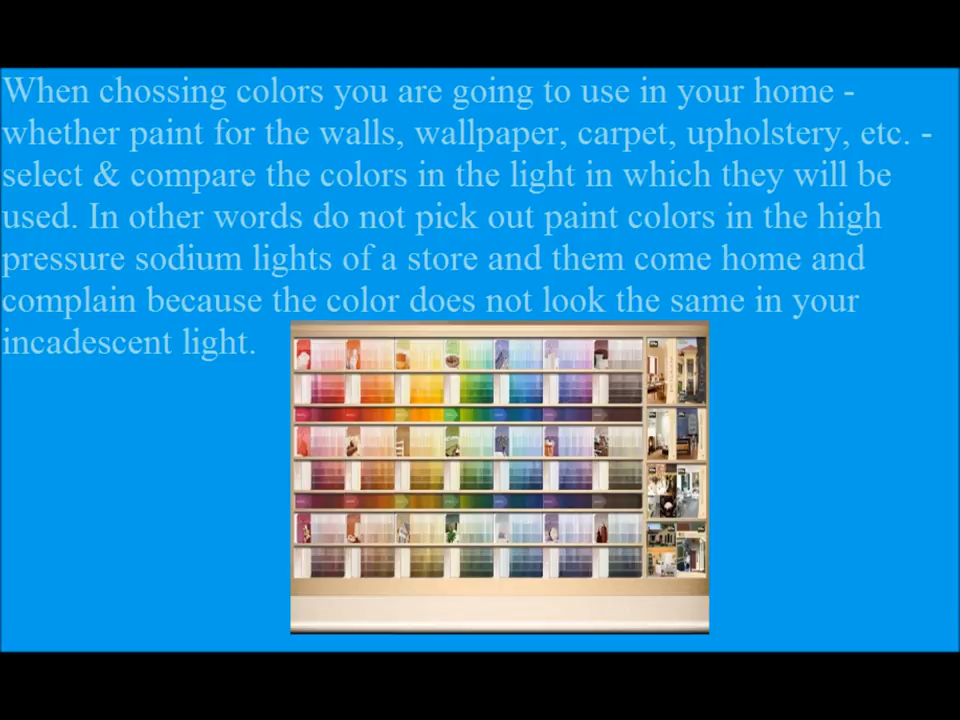 When chossing colors you are going to use in your home -
whether paint for the walls, wallpaper, carpet, upholstery, etc. -
select & compare the colors in the light in which they will be
used. In other words do not pick out paint colors in the high
pressure sodium lights of a store and them come home and
complain because the color does not look the same in your
incadescent light.